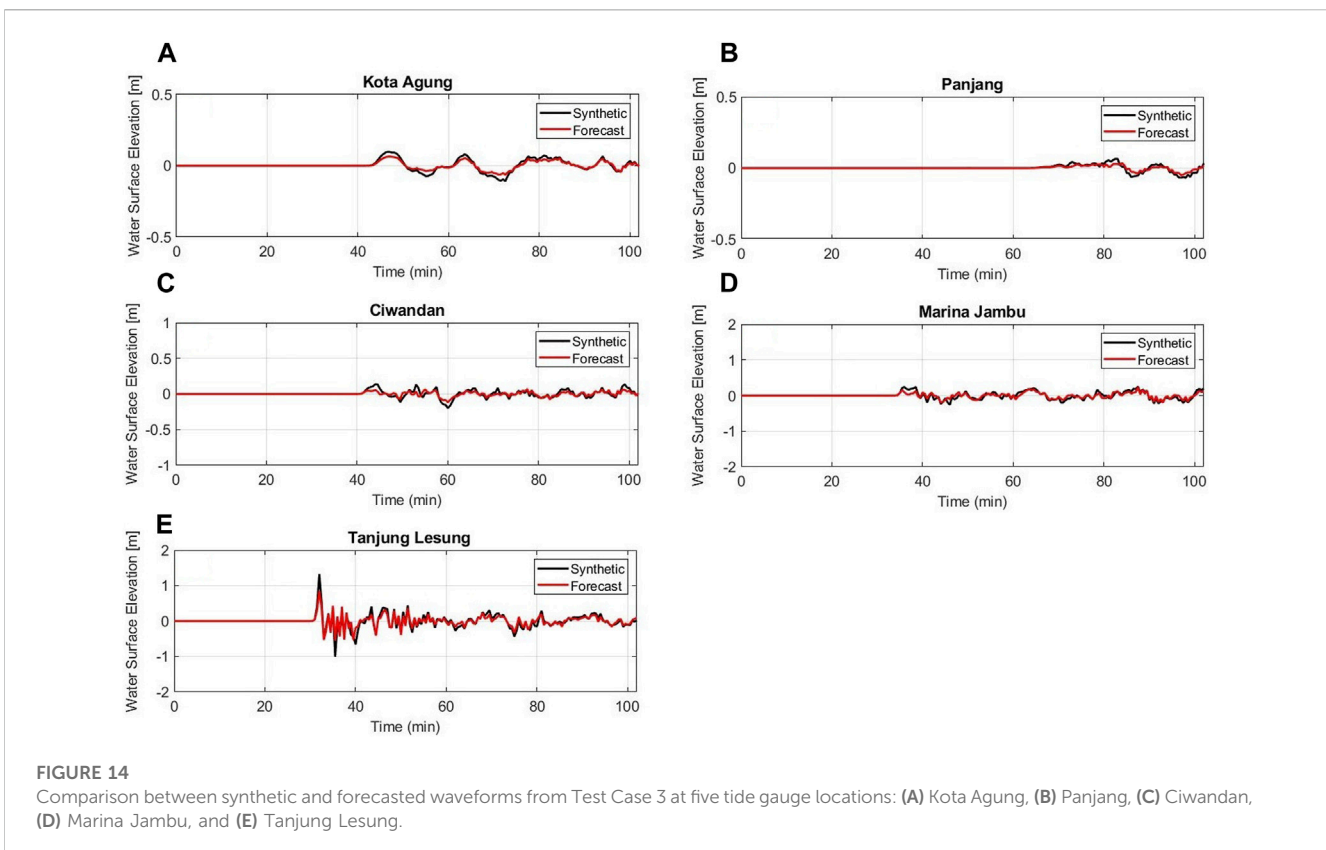 A
Kota Agung
Water Surface Elevation [m]
0.5
0
-0.5
Synthetic
Forecast
0 20 40 60 80 100
Time (min)
B
Panjang
Water Surface Elevation [m]
0.5
0
-0.5
Synthetic
Forecast
0 20 40 60 80 100
Time (min)
C
Ciwandan
Water Surface Elevation [m]
1
0.5
0
-0.5
-1
Synthetic
Forecast
0 20 40 60 80 100
Time (min)
D
Marina Jambu
Water Surface Elevation [m]
2
1
0
-1
-2
Synthetic
Forecast
0 20 40 60 80 100
Time (min)
E
Tanjung Lesung
Water Surface Elevation [m]
2
1
0
-1
-2
Synthetic
Forecast
0 20 40 60 80 100
Time (min)
FIGURE 14
Comparison between synthetic and forecasted waveforms from Test Case 3 at five tide gauge locations: (A) Kota Agung, (B) Panjang, (C) Ciwandan,
(D) Marina Jambu, and (E) Tanjung Lesung.